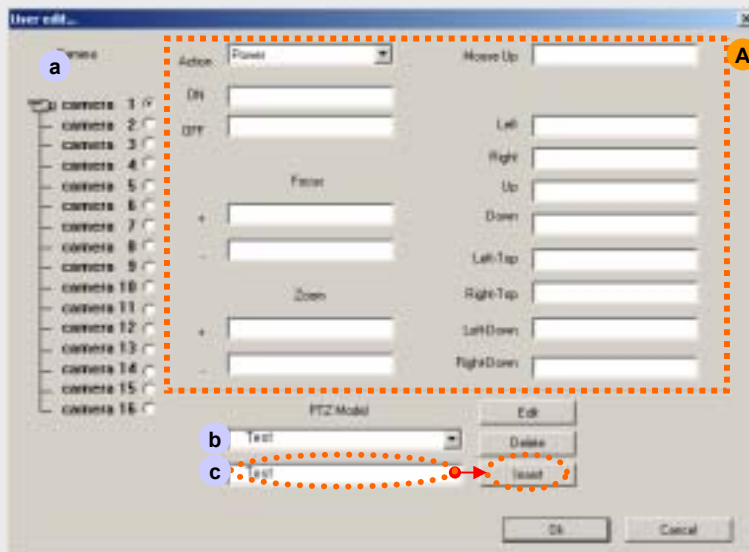 User edit...
a
Camera
camera 1
camera 2
camera 3
camera 4
camera 5
camera 6
camera 7
camera 8
camera 9
camera 10
camera 11
camera 12
camera 13
camera 14
camera 15
camera 16
A
Action
Power
ON
OFF
Focus
+
-
Zoom
+
-
Mouse Up
Left
Right
Up
Down
Left-Top
Right-Top
Left-Down
Right-Down
PTZ Model
b
Test
c
Test
Edit
Delete
Insert
Ok
Cancel